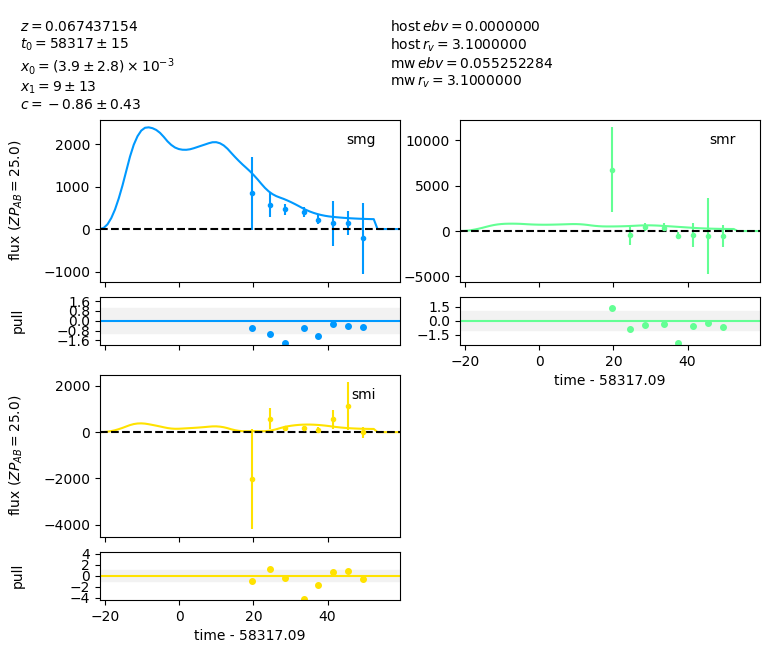 z = 0.067437154
t₀ = 58317 ± 15
x₀ = (3.9 ± 2.8) × 10⁻³
x₁ = 9 ± 13
c = −0.86 ± 0.43
host ebv = 0.0000000
host r_v = 3.1000000
mw ebv = 0.055252284
mw r_v = 3.1000000
smg
flux (ZP_AB = 25.0)
2000
1000
0
−1000
smr
10000
5000
0
−5000
pull
1.6
0.8
0.0
−0.8
−1.6
1.5
0.0
−1.5
−20
0
20
40
time - 58317.09
smi
flux (ZP_AB = 25.0)
2000
0
−2000
−4000
pull
4
2
0
−2
−4
−20
0
20
40
time - 58317.09